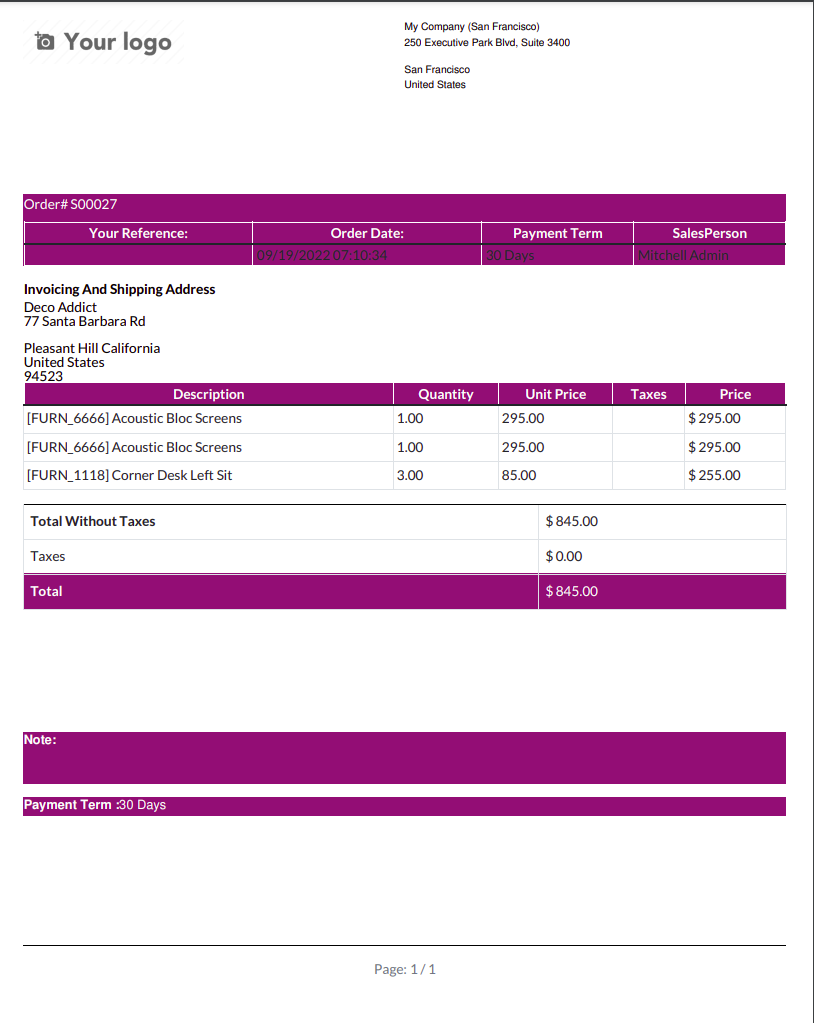 Your logo
My Company (San Francisco)
250 Executive Park Blvd, Suite 3400
San Francisco
United States
Order# S00027
Your Reference: Order Date: Payment Term SalesPerson
09/19/2022 07:10:34 30 Days Mitchell Admin
Invoicing And Shipping Address
Deco Addict
77 Santa Barbara Rd
Pleasant Hill California
United States
94523
Description Quantity Unit Price Taxes Price
[FURN_6666] Acoustic Bloc Screens 1.00 295.00 $ 295.00
[FURN_6666] Acoustic Bloc Screens 1.00 295.00 $ 295.00
[FURN_1118] Corner Desk Left Sit 3.00 85.00 $ 255.00
Total Without Taxes $ 845.00
Taxes $ 0.00
Total $ 845.00
Note:
Payment Term :30 Days
Page: 1 / 1